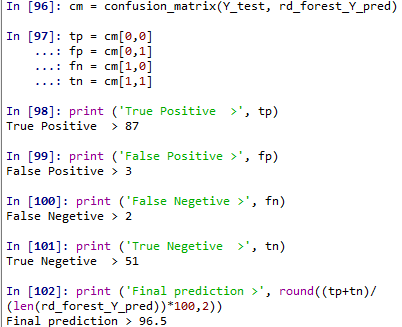 In [96]: cm = confusion_matrix(Y_test, rd_forest_Y_pred)
In [97]: tp = cm[0,0]
...: fp = cm[0,1]
...: fn = cm[1,0]
...: tn = cm[1,1]
In [98]: print ('True Positive  >', tp)
True Positive  > 87
In [99]: print ('False Positive >', fp)
False Positive > 3
In [100]: print ('False Negetive >', fn)
False Negetive > 2
In [101]: print ('True Negetive  >', tn)
True Negetive  > 51
In [102]: print ('Final prediction >', round((tp+tn)/
(len(rd_forest_Y_pred))*100,2))
Final prediction > 96.5